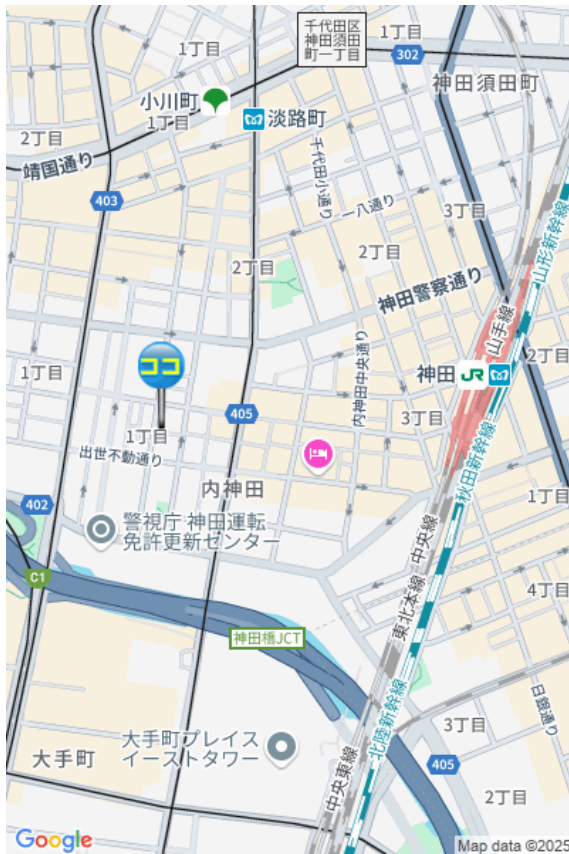 千代田区
神田須田
町一丁目
1丁目
1丁目
302
神田須田町
小川町
1丁目
淡路町
2丁目
靖国通り
千代田小通り
403
一八通り
3丁目
山形新幹線
2丁目
2丁目
神田警察通り
山手線
ココ
内神田中央通り
神田
JR
2丁目
1丁目
405
3丁目
1丁目
出世不動通り
秋田新幹線
内神田
402
1丁目
警視庁 神田運転
免許更新センター
中央線
C1
東北本線
4丁目
神田橋JCT
日銀通り
北陸新幹線
3丁目
大手町プレイス
イーストタワー
大手町
405
中央東線
2丁目
Google
Map data ©2025